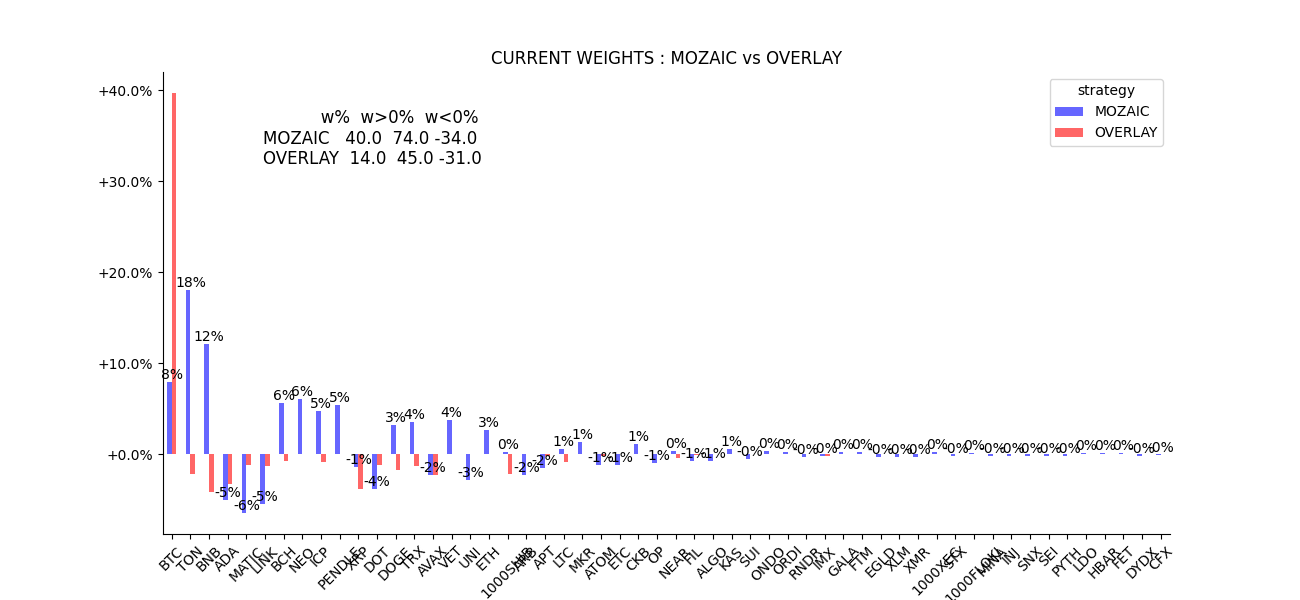 CURRENT WEIGHTS : MOZAIC vs OVERLAY
+40.0%
+30.0%
+20.0%
+10.0%
+0.0%
w% w>0% w<0%
MOZAIC 40.0 74.0 -34.0
OVERLAY 14.0 45.0 -31.0
strategy
MOZAIC
OVERLAY
8%
18%
12%
-5%
-6%
-5%
6%
6%
5%
5%
-1%
-4%
3%
4%
-2%
4%
-3%
3%
0%
-2%
-2%
1%
1%
-1%
-1%
1%
-1%
0%
-1%
-1%
1%
-0%
0%
0%
-0%
-0%
0%
0%
-0%
-0%
-0%
0%
-0%
0%
-0%
-0%
-0%
-0%
-0%
0%
0%
0%
-0%
-0%
BTC
TON
BNB
ADA
MATIC
LINK
BCH
NEO
ICP
PENDLE
XRP
DOT
DOGE
TRX
AVAX
VET
UNI
ETH
1000SHIB
ARB
APT
LTC
MKR
ATOM
ETC
CKB
OP
NEAR
FIL
ALGO
KAS
SUI
ONDO
ORDI
RNDR
IMX
GALA
FTM
EGLD
XLM
XMR
1000XEC
1000FLOKI
MINA
INJ
SNX
SEI
PYTH
LDO
HBAR
FET
DYDX
CFX